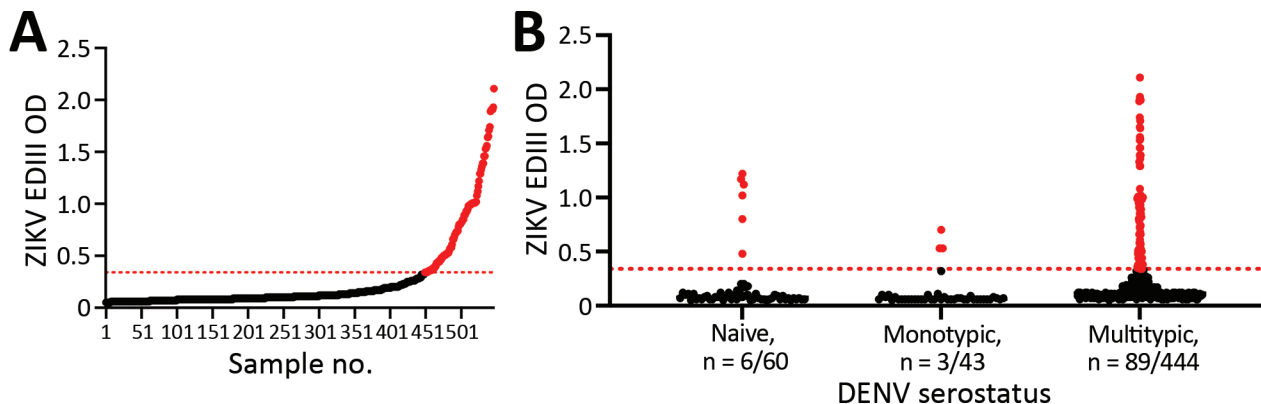 A
ZIKV EDIII OD
2.5
2.0
1.5
1.0
0.5
0
1 51 101 151 201 251 301 351 401 451 501
Sample no.
B
ZIKV EDIII OD
2.5
2.0
1.5
1.0
0.5
0
Naive,
n = 6/60
Monotypic,
n = 3/43
Multitypic,
n = 89/444
DENV serostatus